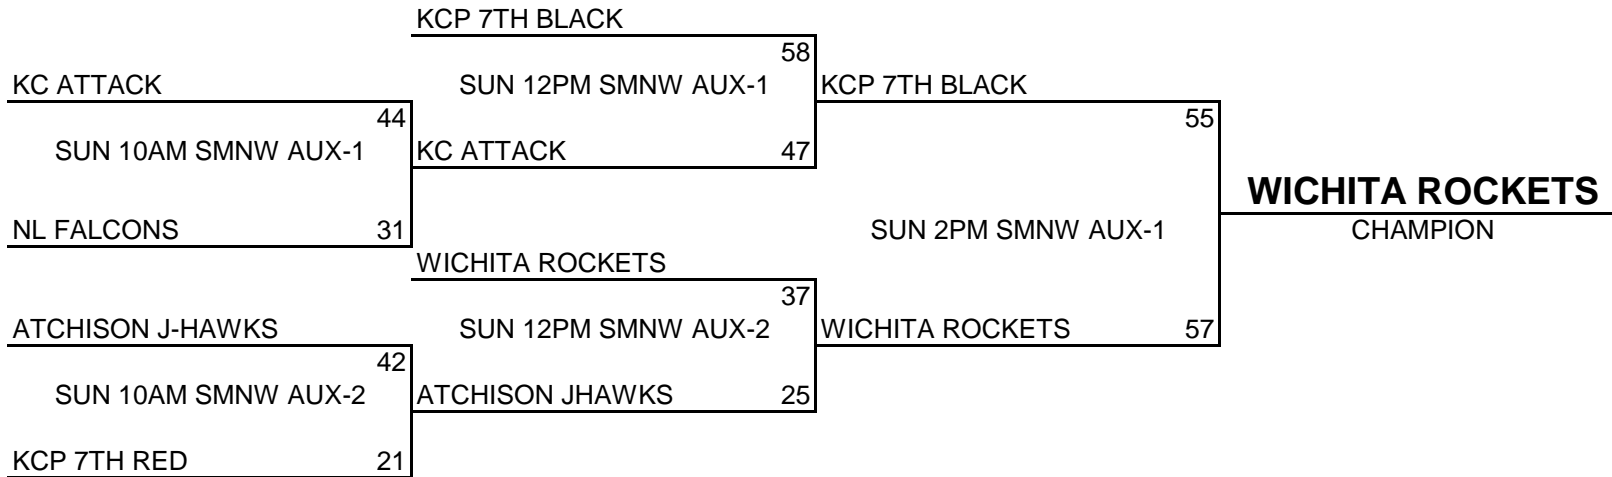 KCP 7TH BLACK
58
KC ATTACK
SUN 12PM SMNW AUX-1
KCP 7TH BLACK
44
55
SUN 10AM SMNW AUX-1
KC ATTACK
47
WICHITA ROCKETS
NL FALCONS
31
SUN 2PM SMNW AUX-1
CHAMPION
WICHITA ROCKETS
37
ATCHISON J-HAWKS
SUN 12PM SMNW AUX-2
WICHITA ROCKETS
57
42
SUN 10AM SMNW AUX-2
ATCHISON JHAWKS
25
KCP 7TH RED
21